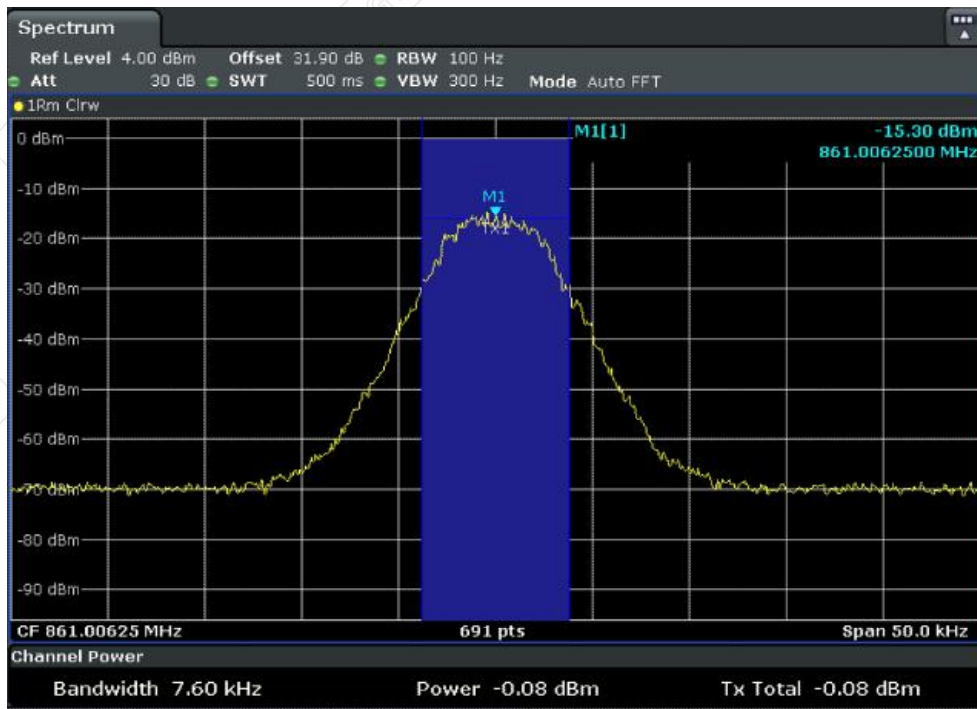 Spectrum
Ref Level 4.00 dBm Offset 31.90 dB RBW 100 Hz
Att 30 dB SWT 500 ms VBW 300 Hz Mode Auto FFT
1Rm Clrw
M1[1] -15.30 dBm
861.0062500 MHz
0 dBm
-10 dBm
M1
TX1
-20 dBm
-30 dBm
-40 dBm
-50 dBm
-60 dBm
-70 dBm
-80 dBm
-90 dBm
CF 861.00625 MHz 691 pts Span 50.0 kHz
Channel Power
Bandwidth 7.60 kHz Power -0.08 dBm Tx Total -0.08 dBm